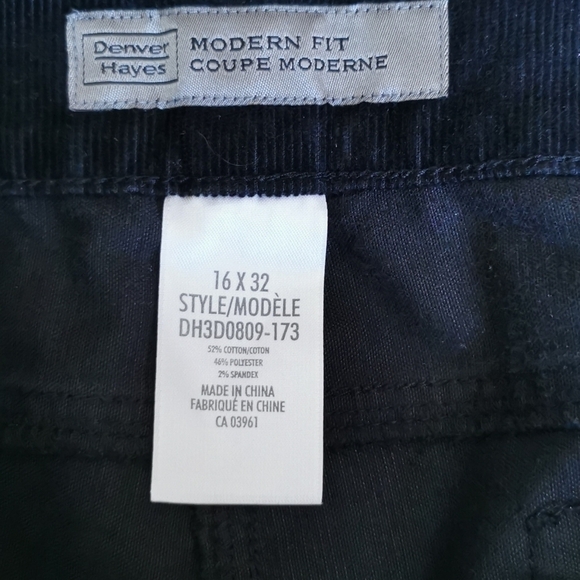 Denver Hayes
MODERN FIT
COUPE MODERNE
16 X 32
STYLE/MODÈLE
DH3D0809-173
52% COTTON/COTON
46% POLYESTER
2% SPANDEX
MADE IN CHINA
FABRIQUÉ EN CHINE
CA 03961